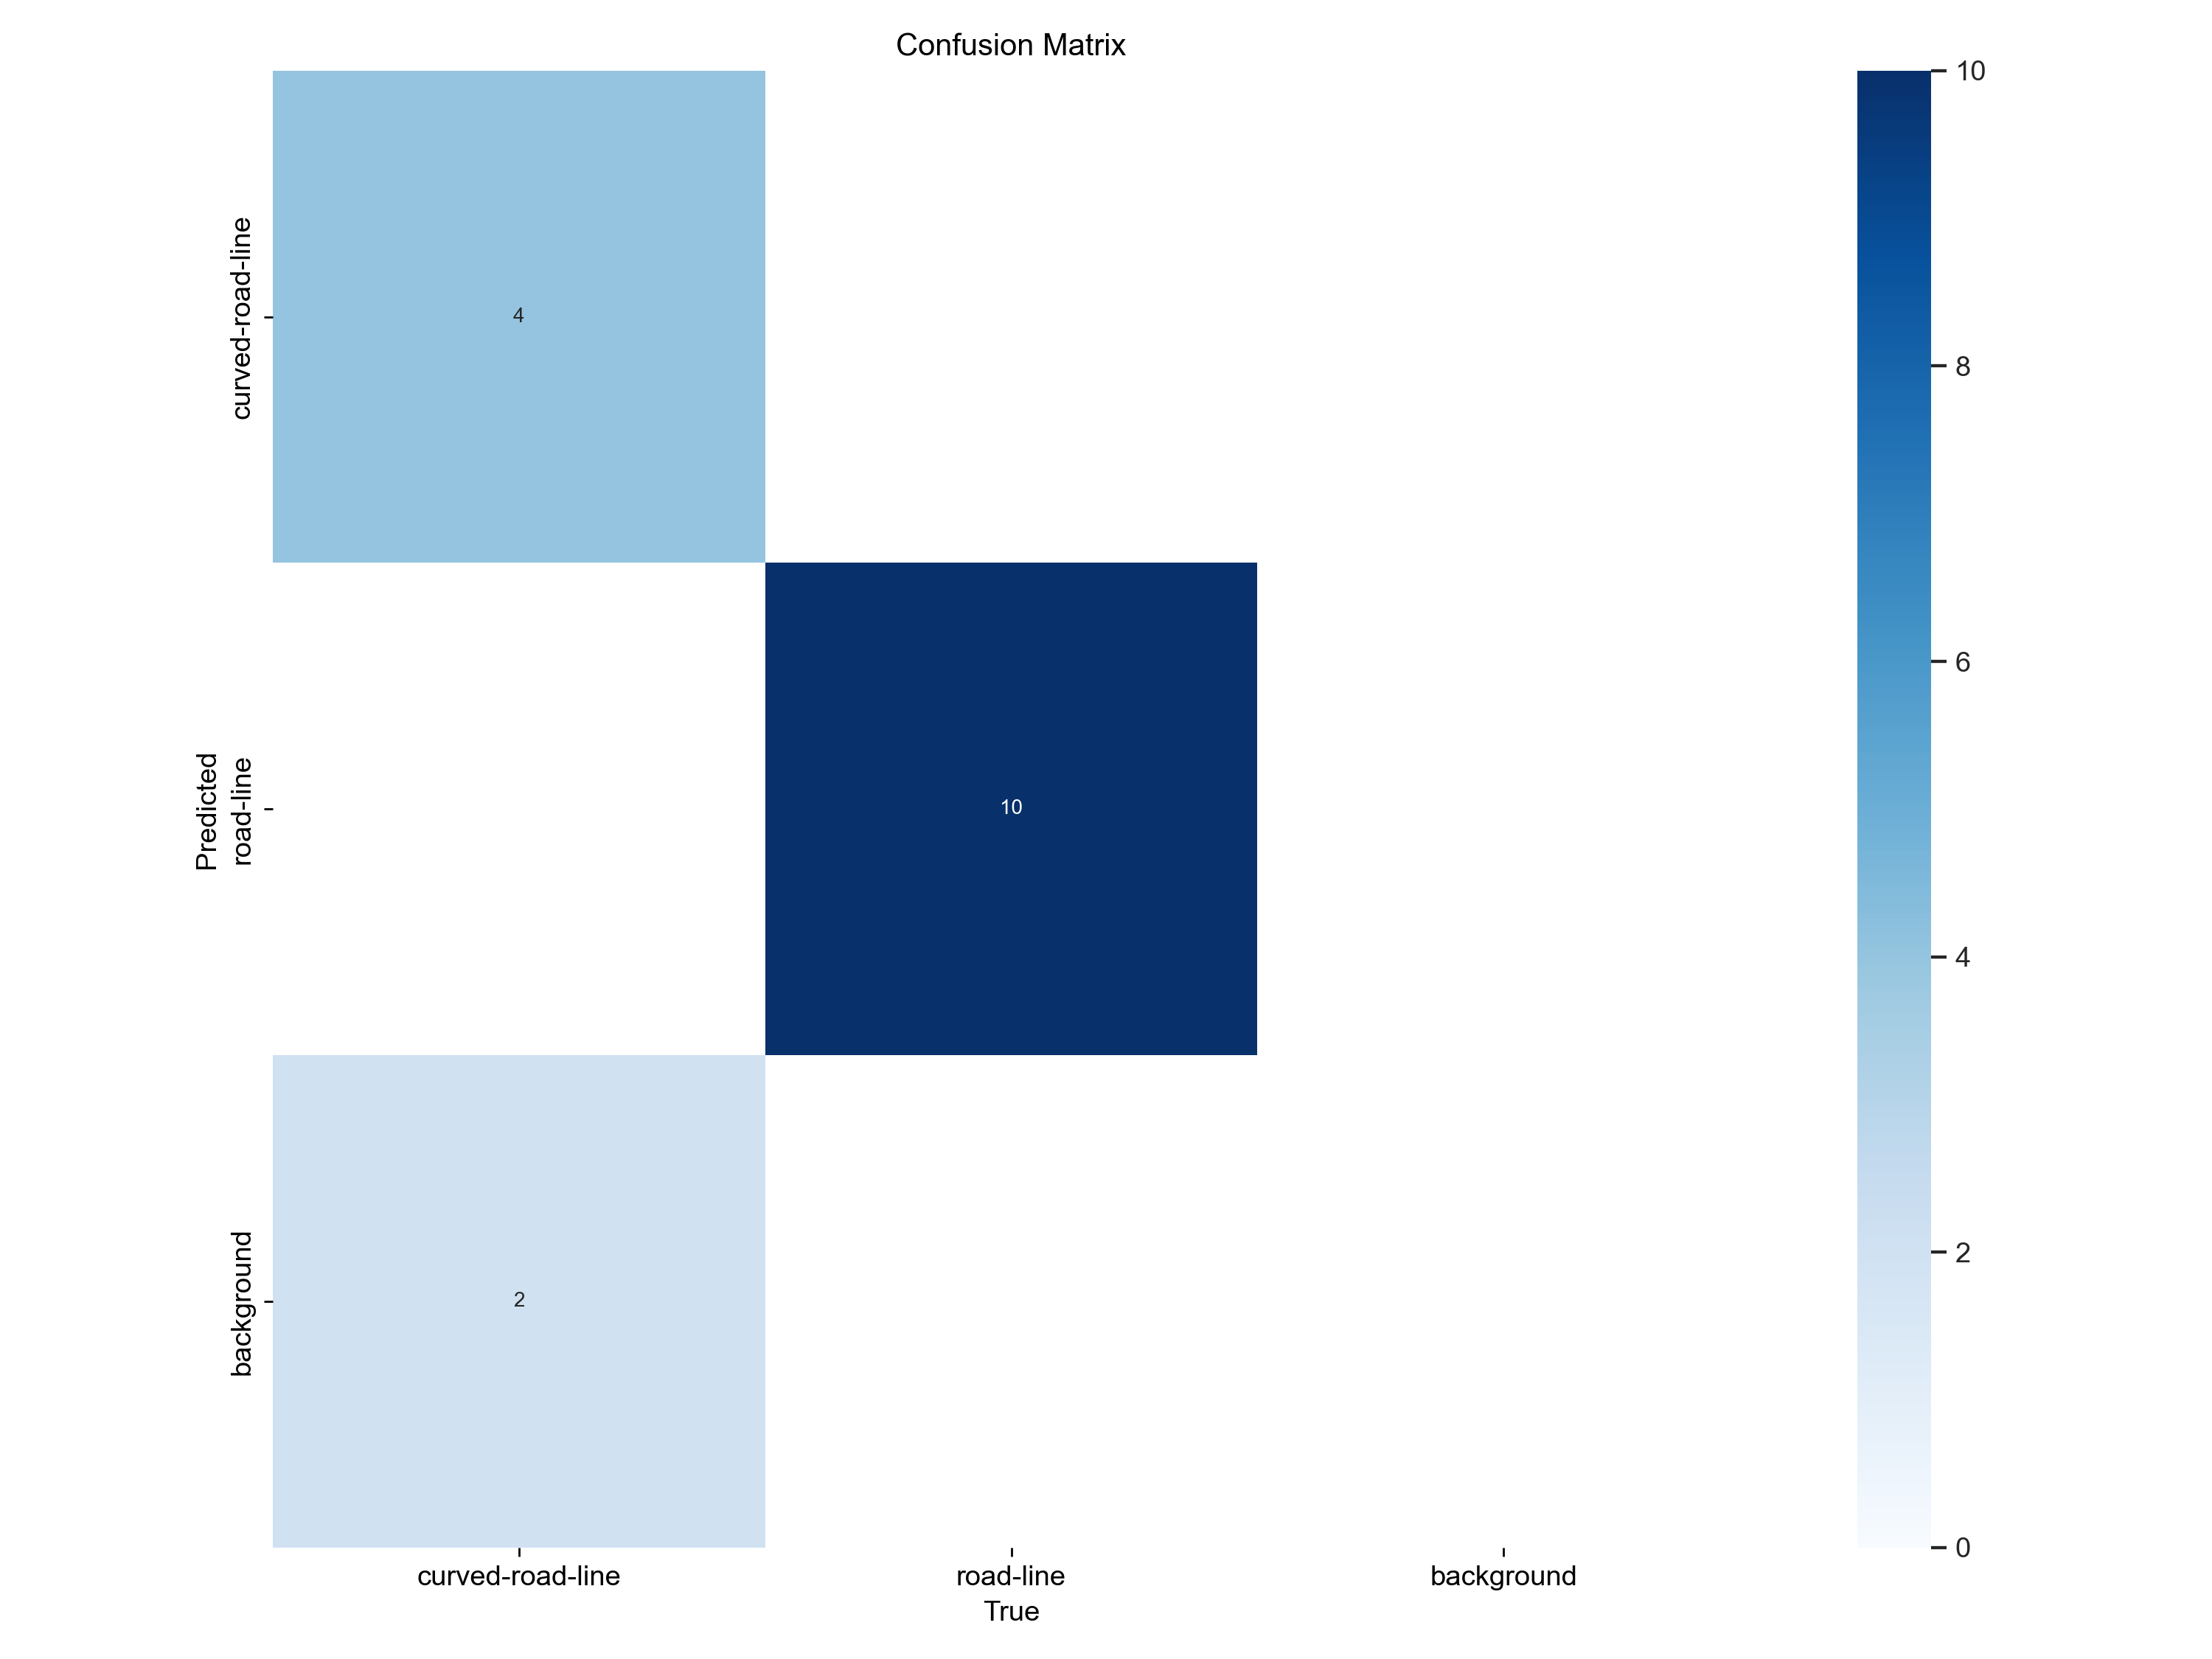 Confusion Matrix
curved-road-line
Predicted
road-line
background
4
10
2
curved-road-line
road-line
background
True
10
8
6
4
2
0